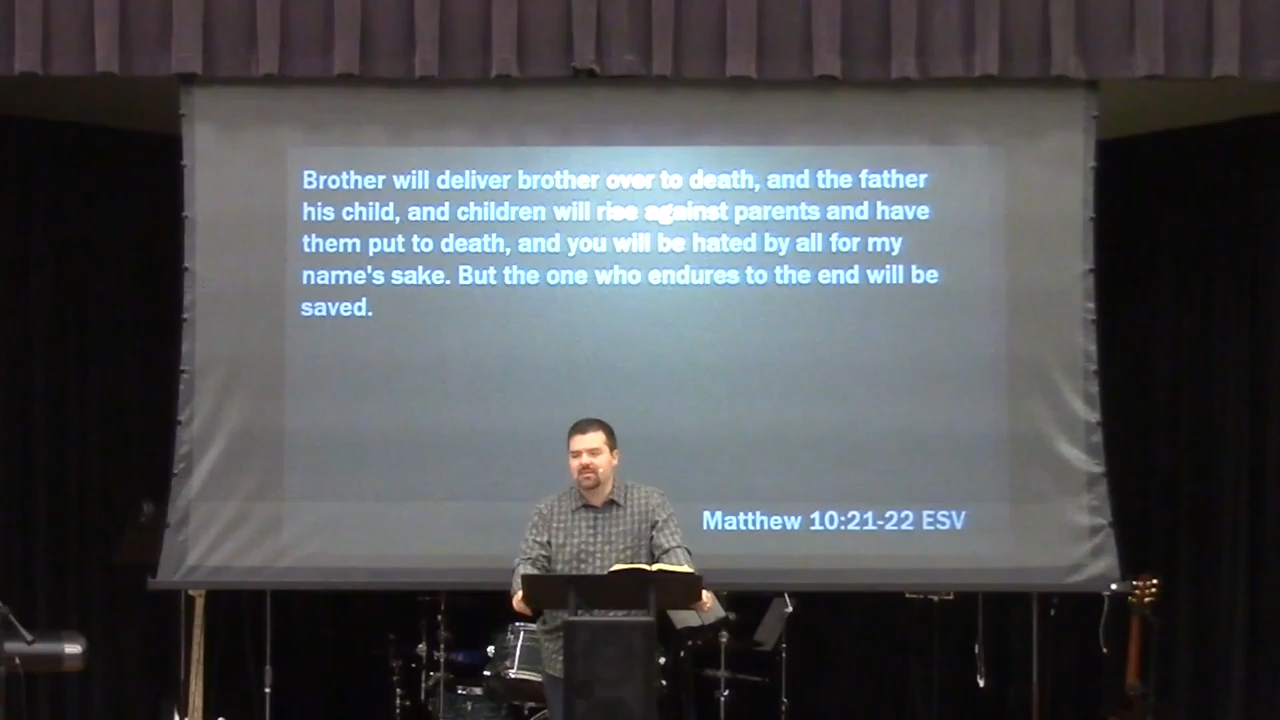 Brother will deliver brother over to death, and the father
his child, and children will rise against parents and have
them put to death, and you will be hated by all for my
name's sake. But the one who endures to the end will be
saved.
Matthew 10:21-22 ESV